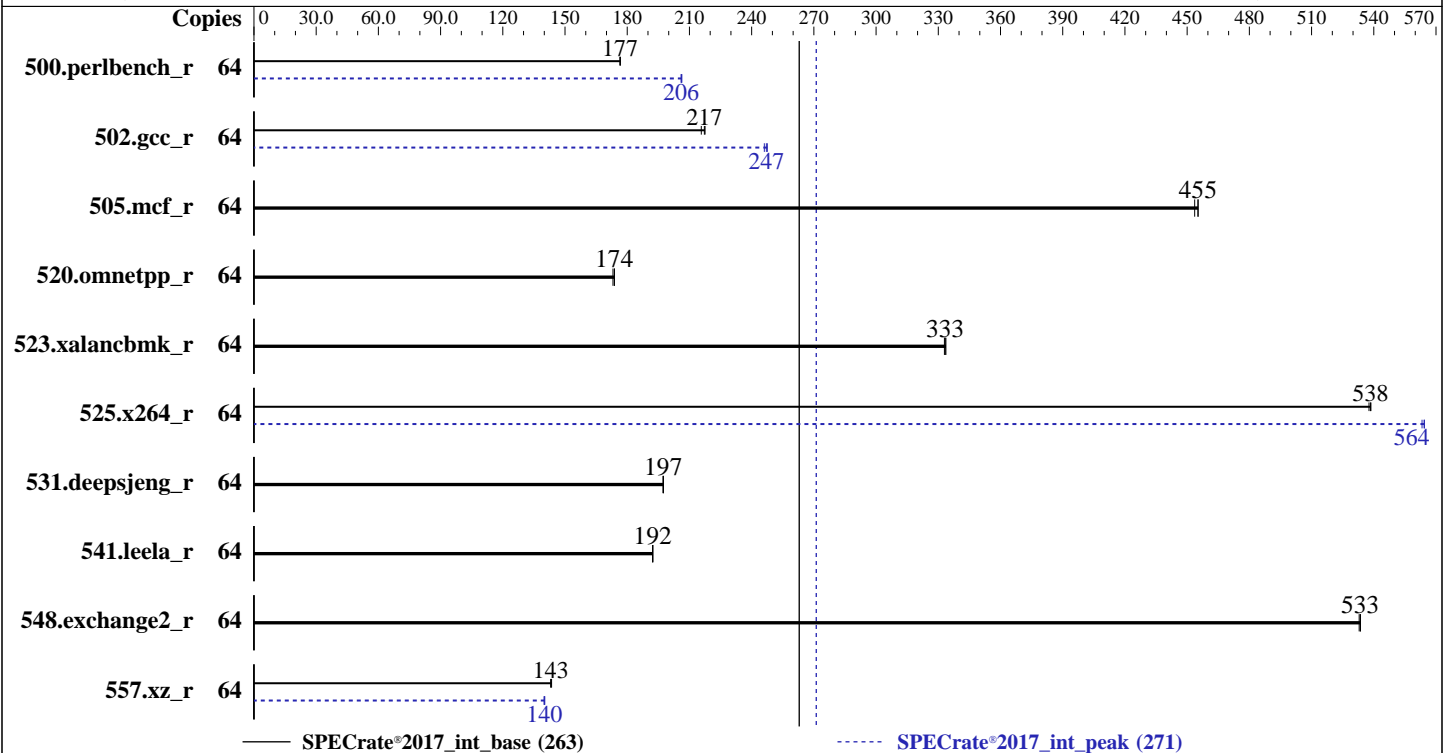 Copies 0 30.0 60.0 90.0 120 150 180 210 240 270 300 330 360 390 420 450 480 510 540 570
177
500.perlbench_r 64
206
217
502.gcc_r 64
247
455
505.mcf_r 64
174
520.omnetpp_r 64
333
523.xalancbmk_r 64
538
525.x264_r 64
564
197
531.deepsjeng_r 64
192
541.leela_r 64
533
548.exchange2_r 64
143
557.xz_r 64
140
SPECrate®2017_int_base (263) SPECrate®2017_int_peak (271)